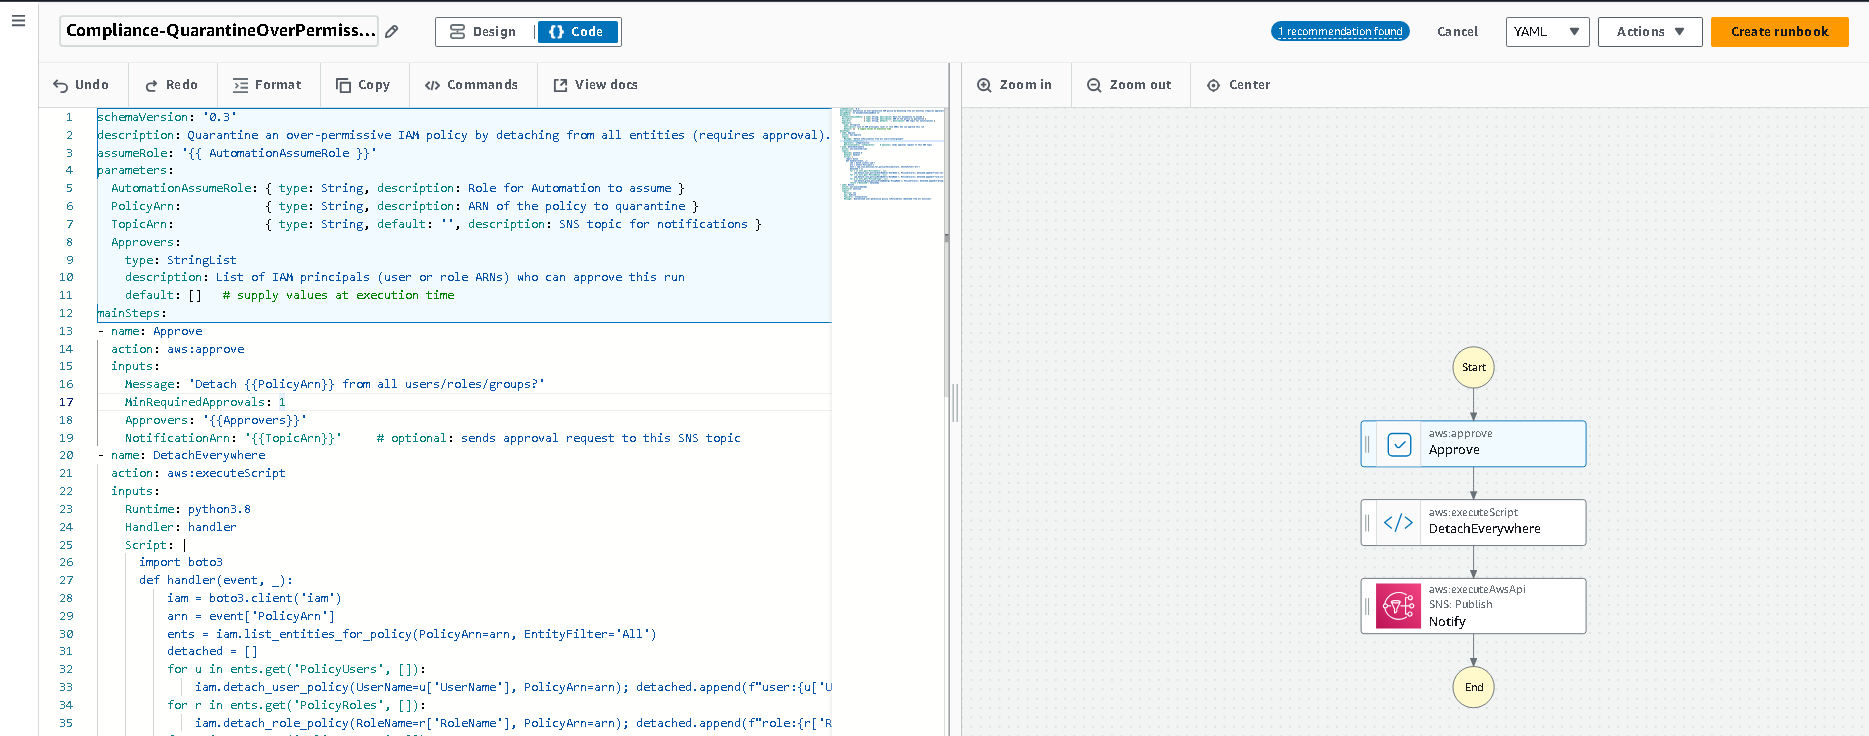 Compliance-QuarantineOverPermiss...
Design
{} Code
1 recommendation found
Cancel
YAML
Actions
Create runbook
Undo
Redo
Format
Copy
Commands
View docs
Zoom in
Zoom out
Center
1 schemaVersion: '0.3'
2 description: Quarantine an over-permissive IAM policy by detaching from all entities (requires approval).
3 assumeRole: '{{ AutomationAssumeRole }}'
4 parameters:
5 AutomationAssumeRole: { type: String, description: Role for Automation to assume }
6 PolicyArn: { type: String, description: ARN of the policy to quarantine }
7 TopicArn: { type: String, default: '', description: SNS topic for notifications }
8 Approvers:
9 type: StringList
10 description: List of IAM principals (user or role ARNs) who can approve this run
11 default: [] # supply values at execution time
12 mainSteps:
13 - name: Approve
14 action: aws:approve
15 inputs:
16 Message: 'Detach {{PolicyArn}} from all users/roles/groups?'
17 MinRequiredApprovals: 1
18 Approvers: '{{Approvers}}'
19 NotificationArn: '{{TopicArn}}' # optional: sends approval request to this SNS topic
20 - name: DetachEverywhere
21 action: aws:executeScript
22 inputs:
23 Runtime: python3.8
24 Handler: handler
25 Script: |
26 import boto3
27 def handler(event, _):
28 iam = boto3.client('iam')
29 arn = event['PolicyArn']
30 ents = iam.list_entities_for_policy(PolicyArn=arn, EntityFilter='All')
31 detached = []
32 for u in ents.get('PolicyUsers', []):
33 iam.detach_user_policy(UserName=u['UserName'], PolicyArn=arn); detached.append(f"user:{u['U
34 for r in ents.get('PolicyRoles', []):
35 iam.detach_role_policy(RoleName=r['RoleName'], PolicyArn=arn); detached.append(f"role:{r['R
Start
aws:approve
Approve
aws:executeScript
DetachEverywhere
aws:executeAwsApi
SNS: Publish
Notify
End